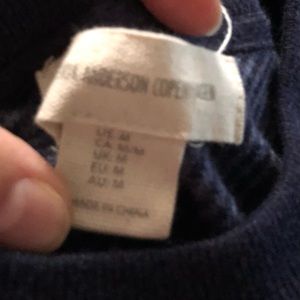 ANDERSON COPENHAGEN
US: M
CA: M/M
UK: M
EU: M
AU: M
MADE IN CHINA